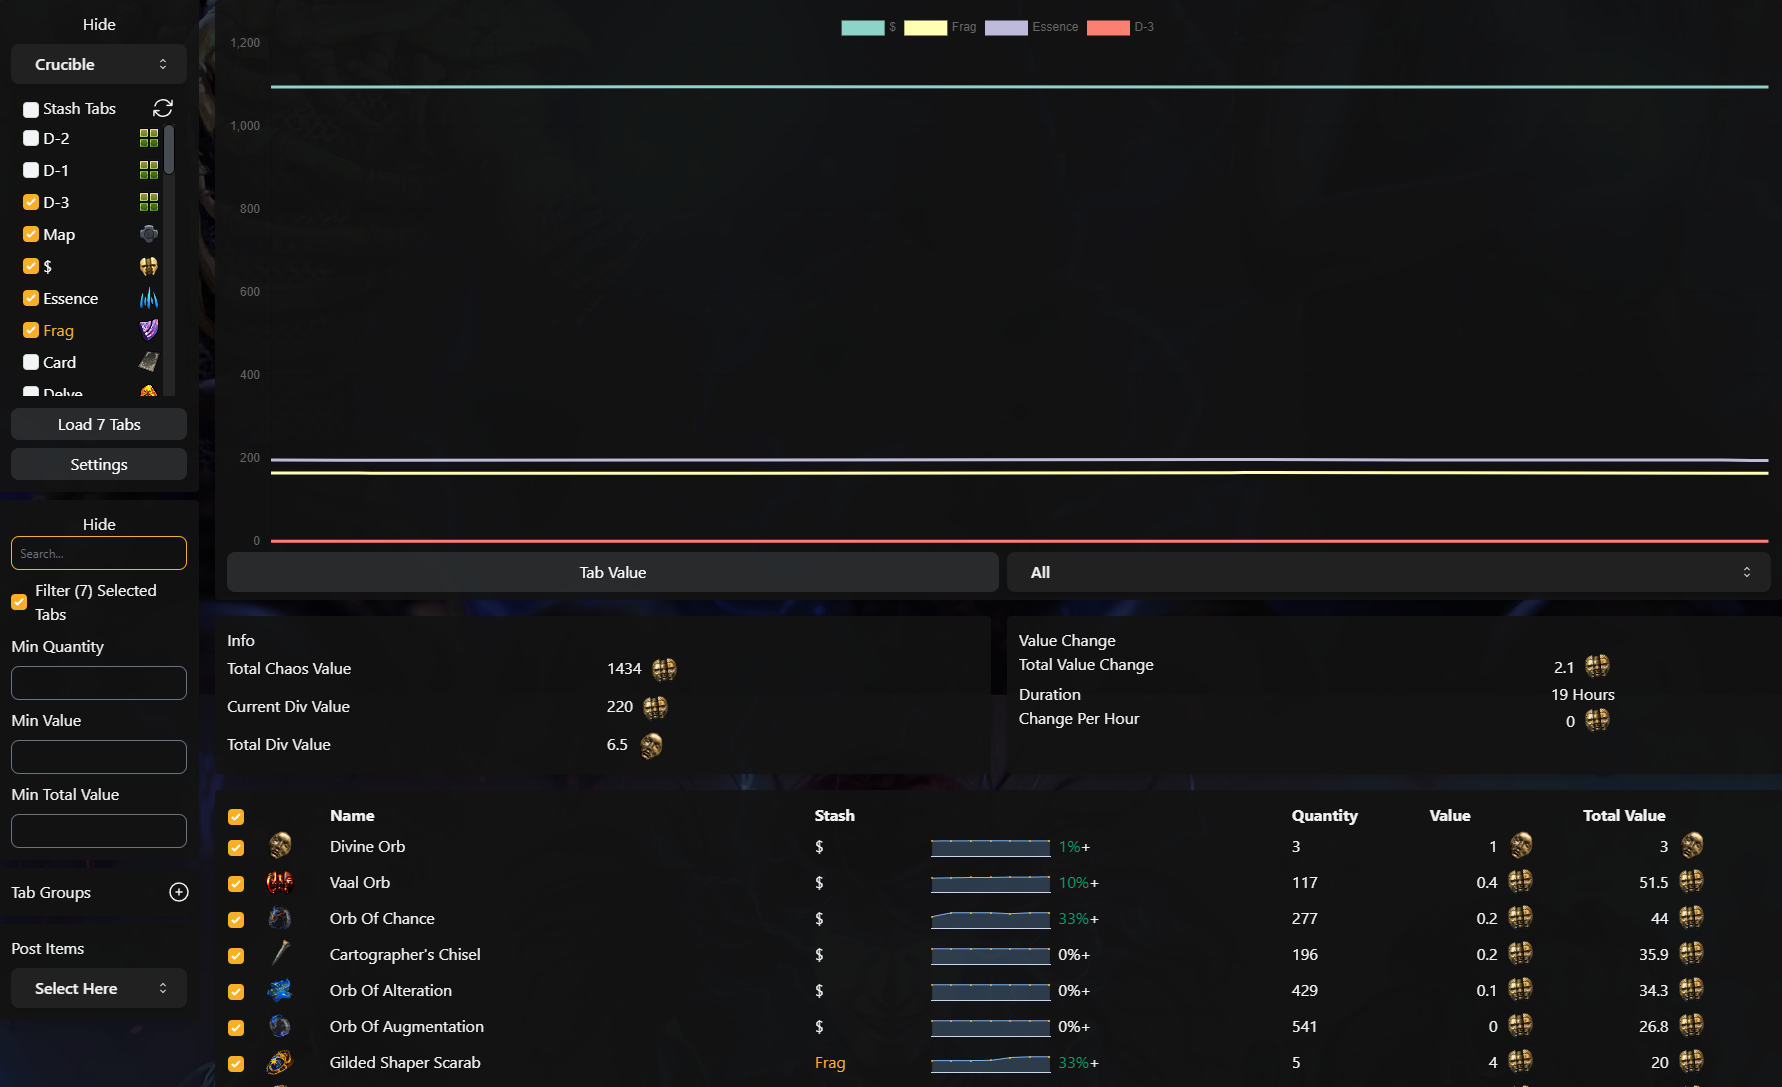 Hide
Crucible
Stash Tabs
D-2
D-1
D-3
Map
$
Essence
Frag
Card
Delve
Load 7 Tabs
Settings
Hide
Search...
Filter (7) Selected
Tabs
Min Quantity
Min Value
Min Total Value
Tab Groups
Post Items
Select Here
$ Frag Essence D-3
1,200
1,000
800
600
400
200
0
Tab Value
All
Info
Total Chaos Value 1434
Current Div Value 220
Total Div Value 6.5
Value Change
Total Value Change 2.1
Duration 19 Hours
Change Per Hour 0
Name Stash Quantity Value Total Value
Divine Orb $ 1%+ 3 1 3
Vaal Orb $ 10%+ 117 0.4 51.5
Orb Of Chance $ 33%+ 277 0.2 44
Cartographer's Chisel $ 0%+ 196 0.2 35.9
Orb Of Alteration $ 0%+ 429 0.1 34.3
Orb Of Augmentation $ 0%+ 541 0 26.8
Gilded Shaper Scarab Frag 33%+ 5 4 20